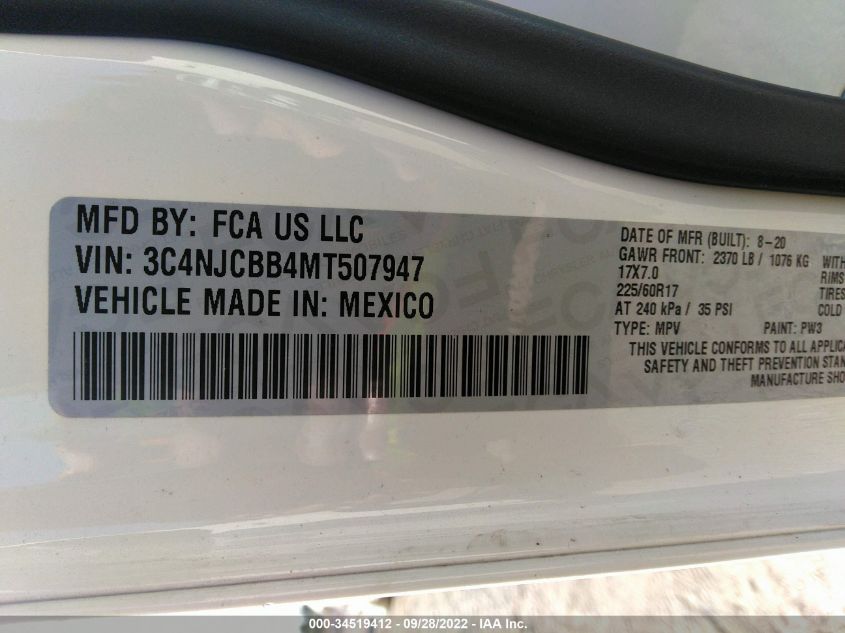 MFD BY: FCA US LLC
VIN: 3C4NJCBB4MT507947
VEHICLE MADE IN: MEXICO
DATE OF MFR (BUILT): 8-20
GAWR FRONT: 2370 LB / 1076 KG WITH
17X7.0 RIMS
225/60R17 TIRES
AT 240 kPa / 35 PSI COLD
TYPE: MPV PAINT: PW3
THIS VEHICLE CONFORMS TO ALL APPLICA
SAFETY AND THEFT PREVENTION STAN
MANUFACTURE SHO
000-34519412 - 09/28/2022 - IAA Inc.